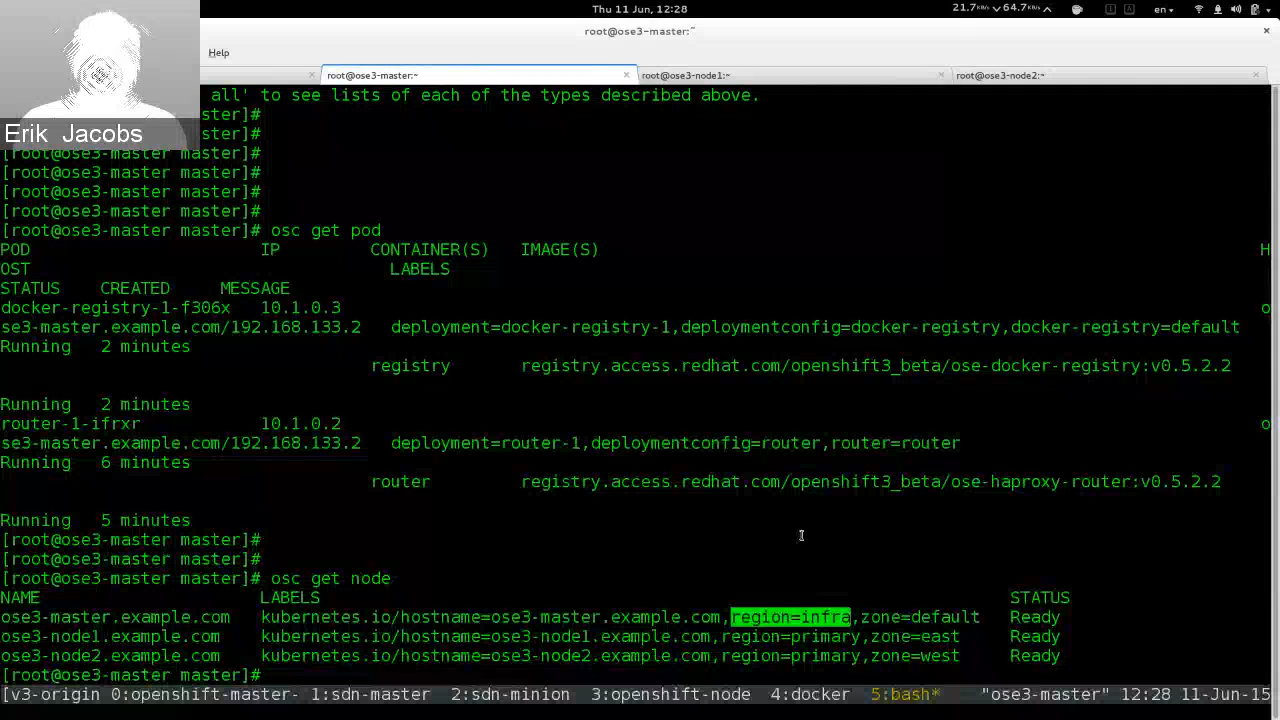 Thu 11 Jun, 12:28
21.7 KB/s 64.7 KB/s
en
root@ose3-master:~
Help
root@ose3-master:~
root@ose3-node1:~
root@ose3-node2:~
Erik Jacobs
all' to see lists of each of the types described above.
ster]#
ster]#
[root@ose3-master master]#
[root@ose3-master master]#
[root@ose3-master master]#
[root@ose3-master master]#
[root@ose3-master master]# osc get pod
POD IP CONTAINER(S) IMAGE(S) H
OST LABELS
STATUS CREATED MESSAGE
docker-registry-1-f306x 10.1.0.3 o
se3-master.example.com/192.168.133.2 deployment=docker-registry-1,deploymentconfig=docker-registry,docker-registry=default
Running 2 minutes
registry registry.access.redhat.com/openshift3_beta/ose-docker-registry:v0.5.2.2
Running 2 minutes
router-1-ifrxr 10.1.0.2 o
se3-master.example.com/192.168.133.2 deployment=router-1,deploymentconfig=router,router=router
Running 6 minutes
router registry.access.redhat.com/openshift3_beta/ose-haproxy-router:v0.5.2.2
Running 5 minutes
[root@ose3-master master]#
[root@ose3-master master]#
[root@ose3-master master]# osc get node
NAME LABELS STATUS
ose3-master.example.com kubernetes.io/hostname=ose3-master.example.com,region=infra,zone=default Ready
ose3-node1.example.com kubernetes.io/hostname=ose3-node1.example.com,region=primary,zone=east Ready
ose3-node2.example.com kubernetes.io/hostname=ose3-node2.example.com,region=primary,zone=west Ready
[root@ose3-master master]#
[v3-origin 0:openshift-master- 1:sdn-master 2:sdn-minion 3:openshift-node 4:docker 5:bash* "ose3-master" 12:28 11-Jun-15